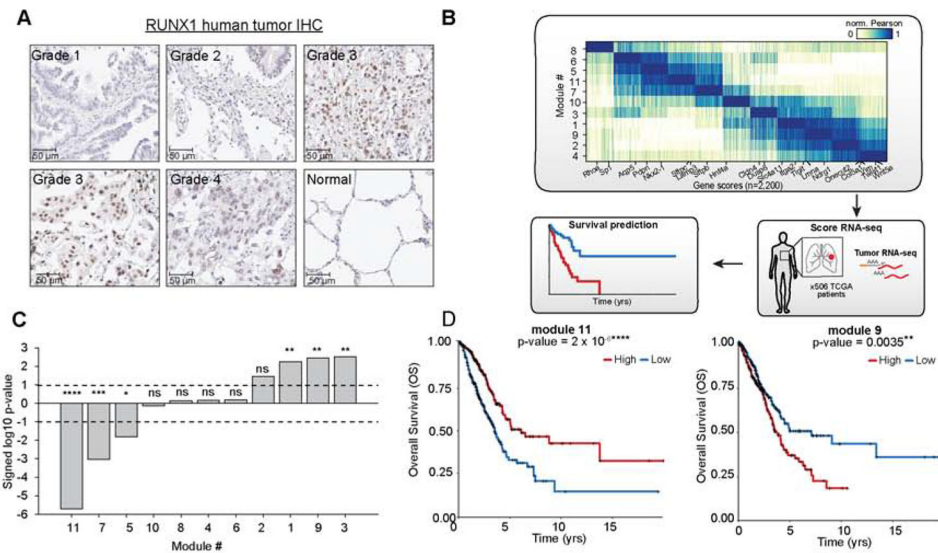 A
RUNX1 human tumor IHC
Grade 1
Grade 2
Grade 3
50 µm
50 µm
50 µm
Grade 3
Grade 4
Normal
50 µm
50 µm
50 µm
B
norm. Pearson
0 1
Module #
8
6
5
11
7
10
3
1
9
2
4
Gene scores (n=2,200)
Score RNA-seq
Tumor RNA-seq
AAA
AAA
x506 TCGA
patients
Survival prediction
Time (yrs)
C
Signed log10 p-value
3
2
1
0
-1
-2
-3
-4
-5
-6
**** *** * ns ns ns ns ns ** ** **
11 7 5 10 8 4 6 2 1 9 3
Module #
D
module 11
p-value = 2 x 10
****
High Low
Overall Survival (OS)
1.00
0.75
0.50
0.25
0.00
0 5 10 15
Time (yrs)
module 9
p-value = 0.0035**
High Low
Overall Survival (OS)
1.00
0.75
0.50
0.25
0.00
0 5 10 15
Time (yrs)